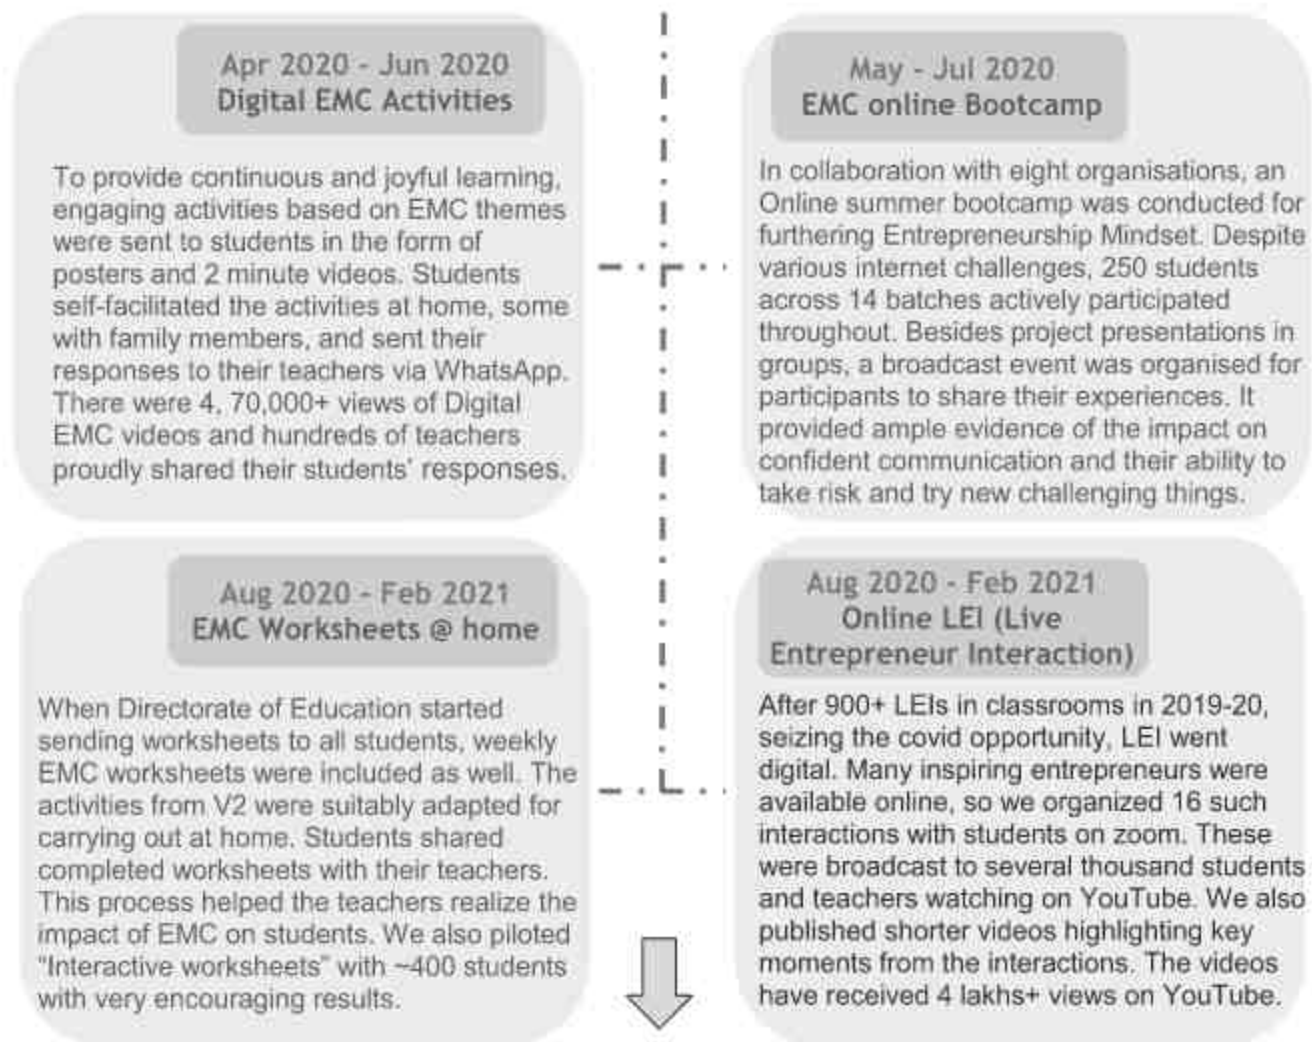 Apr 2020 - Jun 2020
Digital EMC Activities
To provide continuous and joyful learning,
engaging activities based on EMC themes
were sent to students in the form of
posters and 2 minute videos. Students
self-facilitated the activities at home, some
with family members, and sent their
responses to their teachers via WhatsApp.
There were 4, 70,000+ views of Digital
EMC videos and hundreds of teachers
proudly shared their students' responses.
May - Jul 2020
EMC online Bootcamp
In collaboration with eight organisations, an
Online summer bootcamp was conducted for
furthering Entrepreneurship Mindset. Despite
various internet challenges, 250 students
across 14 batches actively participated
throughout. Besides project presentations in
groups, a broadcast event was organised for
participants to share their experiences. It
provided ample evidence of the impact on
confident communication and their ability to
take risk and try new challenging things.
Aug 2020 - Feb 2021
EMC Worksheets @ home
When Directorate of Education started
sending worksheets to all students, weekly
EMC worksheets were included as well. The
activities from V2 were suitably adapted for
carrying out at home. Students shared
completed worksheets with their teachers.
This process helped the teachers realize the
impact of EMC on students. We also piloted
"Interactive worksheets" with ~400 students
with very encouraging results.
Aug 2020 - Feb 2021
Online LEI (Live
Entrepreneur Interaction)
After 900+ LEIs in classrooms in 2019-20,
seizing the covid opportunity, LEI went
digital. Many inspiring entrepreneurs were
available online, so we organized 16 such
interactions with students on zoom. These
were broadcast to several thousand students
and teachers watching on YouTube. We also
published shorter videos highlighting key
moments from the interactions. The videos
have received 4 lakhs+ views on YouTube.